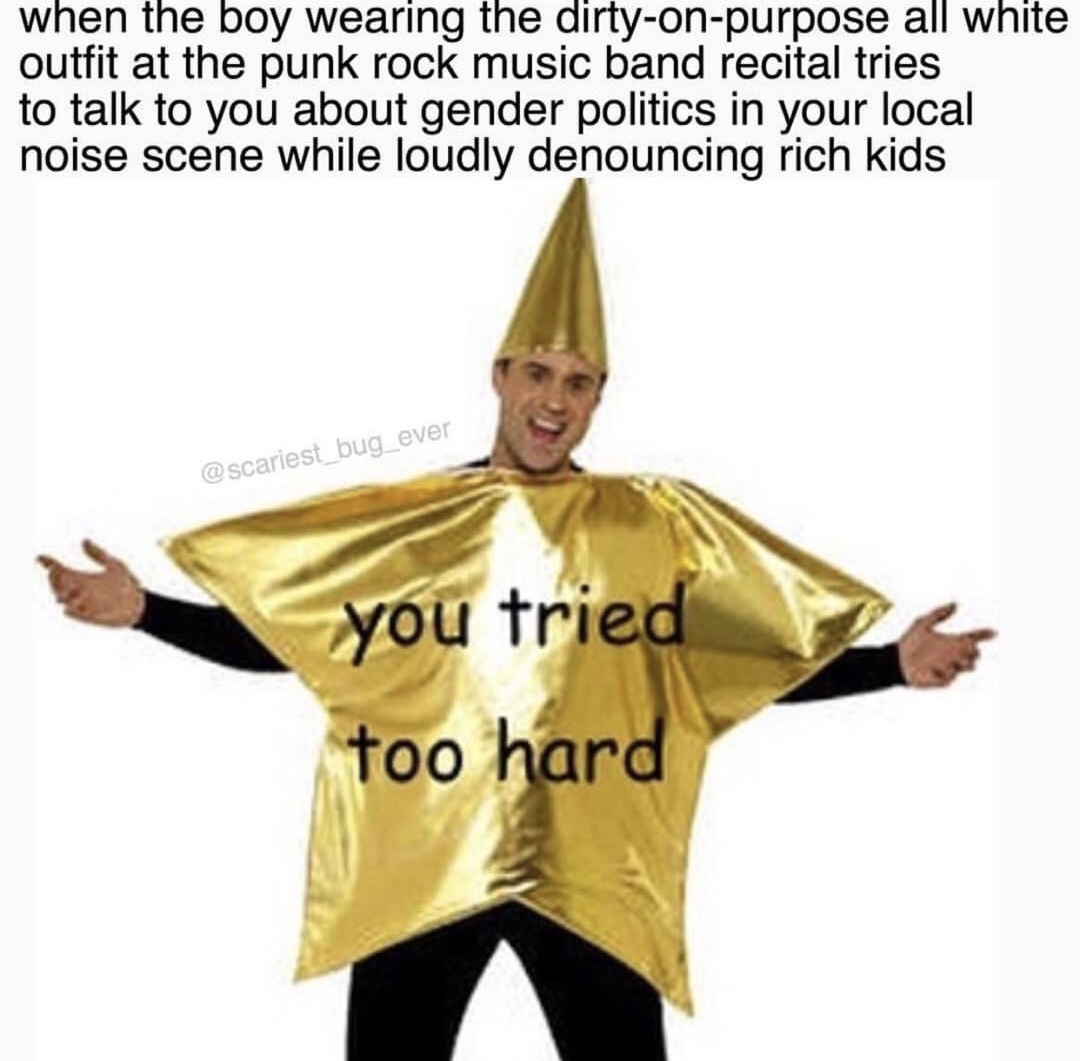 when the boy wearing the dirty-on-purpose all white
outfit at the punk rock music band recital tries
to talk to you about gender politics in your local
noise scene while loudly denouncing rich kids
@scariest_bug_ever
you tried
too hard